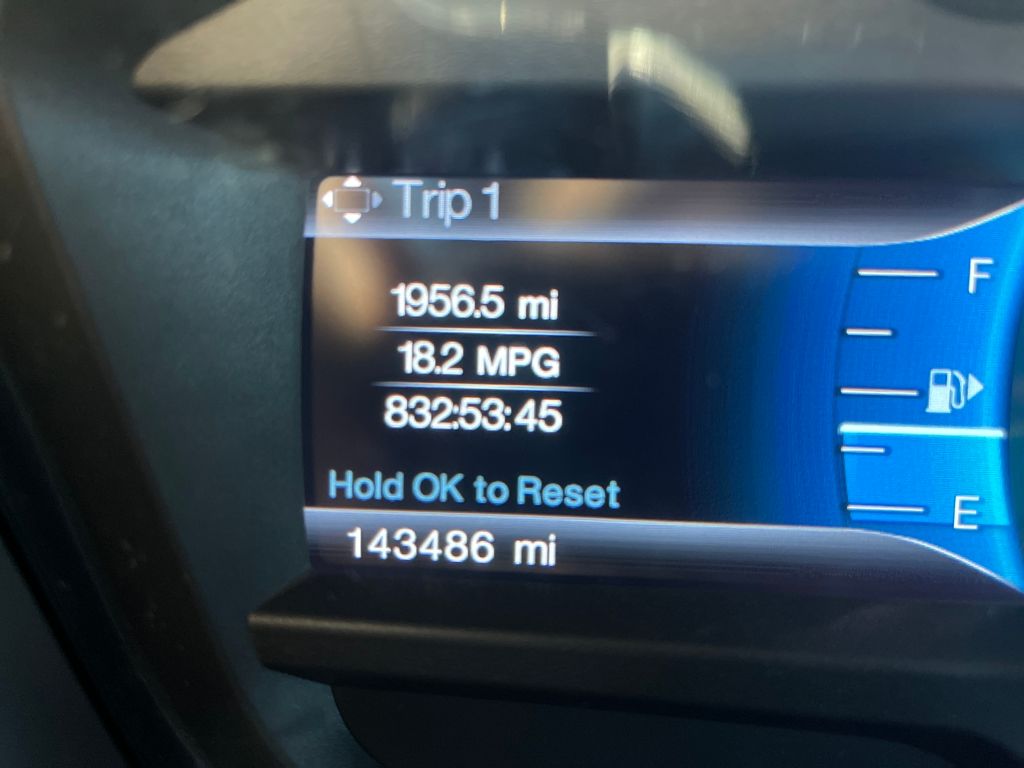 Trip 1
1956.5 mi
18.2 MPG
832:53:45
Hold OK to Reset
143486 mi
F
E